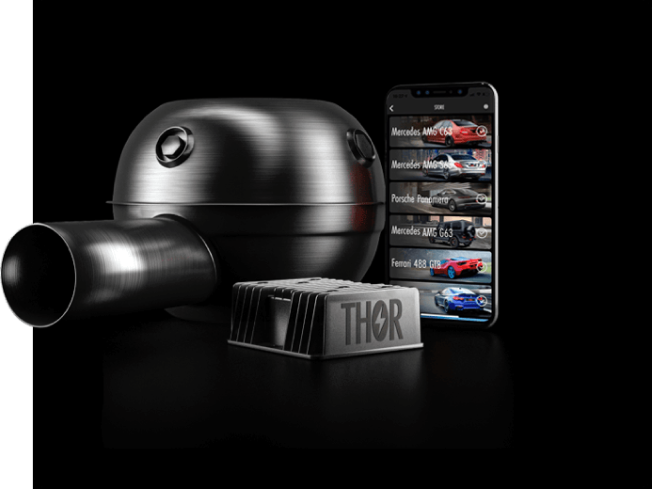 STORE
Mercedes AMG C63
Mercedes AMG S63
Porsche Panamera
Mercedes AMG G63
Ferrari 488 GTB
THOR